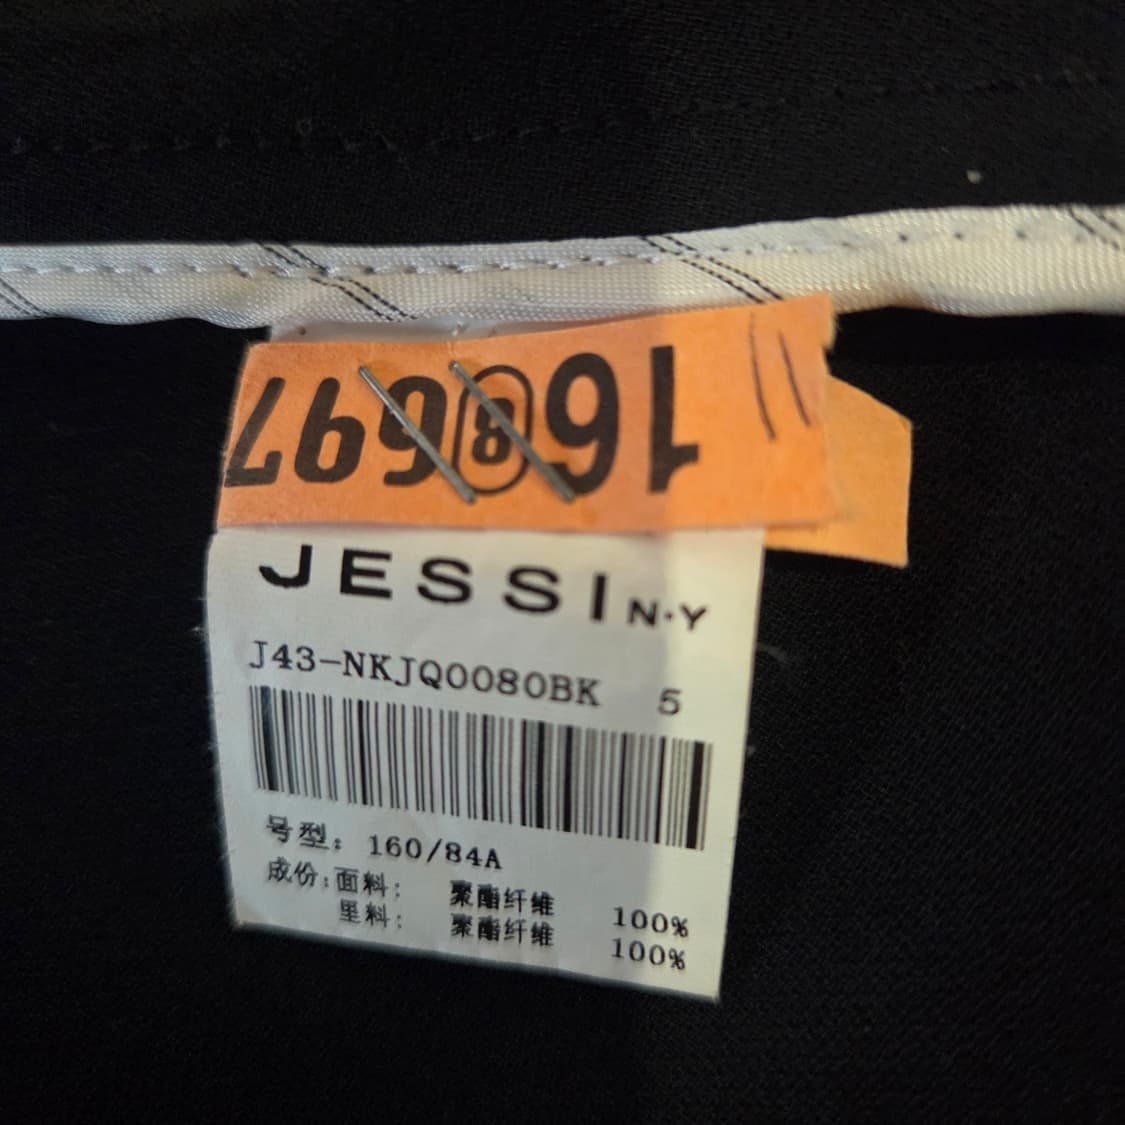 16⑧697
JESSI N·Y
J43-NKJQ0080BK 5
号型: 160/84A
成份:面料: 聚酯纤维 100%
里料: 聚酯纤维 100%